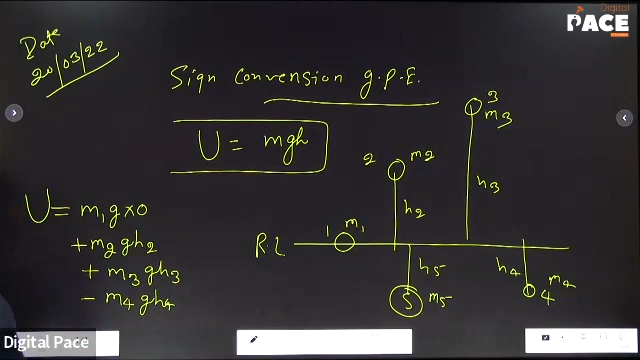 Digital
PACE
Date
20/03/22
Sign Convension g.P.E.
U = mgh
3
m3
2
m2
h3
h2
U = m1g×0
+ m2gh2
+ m3gh3
- m4gh4
R.L
1
m1
h5
h4
m4
4
5
m5
Digital Pace